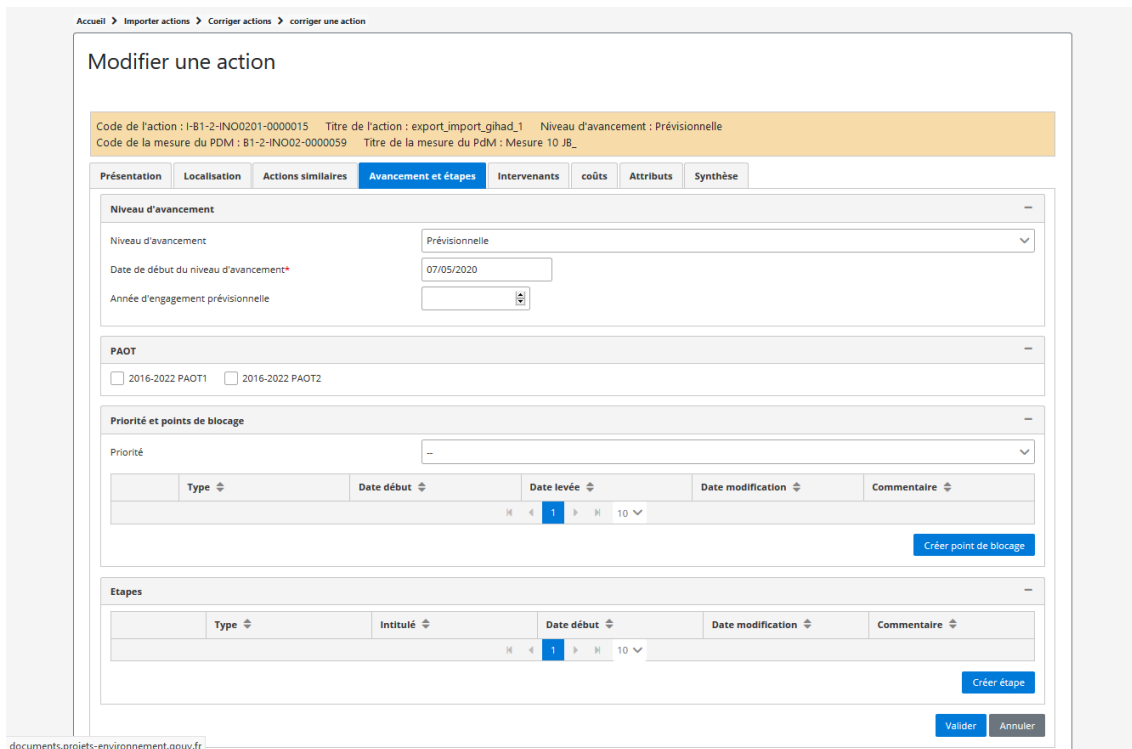 Accueil > Importer actions > Corriger actions > corriger une action
Modifier une action
Code de l'action : I-B1-2-INO0201-0000015 Titre de l'action : export_import_gihad_1 Niveau d'avancement : Prévisionnelle
Code de la mesure du PDM : B1-2-INO02-0000059 Titre de la mesure du PdM : Mesure 10 JB_
Présentation Localisation Actions similaires Avancement et étapes Intervenants coûts Attributs Synthèse
Niveau d'avancement
Niveau d'avancement Prévisionnelle
Date de début du niveau d'avancement* 07/05/2020
Année d'engagement prévisionnelle
PAOT
2016-2022 PAOT1 2016-2022 PAOT2
Priorité et points de blocage
Priorité --
Type Date début Date levée Date modification Commentaire
1 10
Créer point de blocage
Etapes
Type Intitulé Date début Date modification Commentaire
1 10
Créer étape
Valider Annuler
documents.projets-environnement.gouv.fr